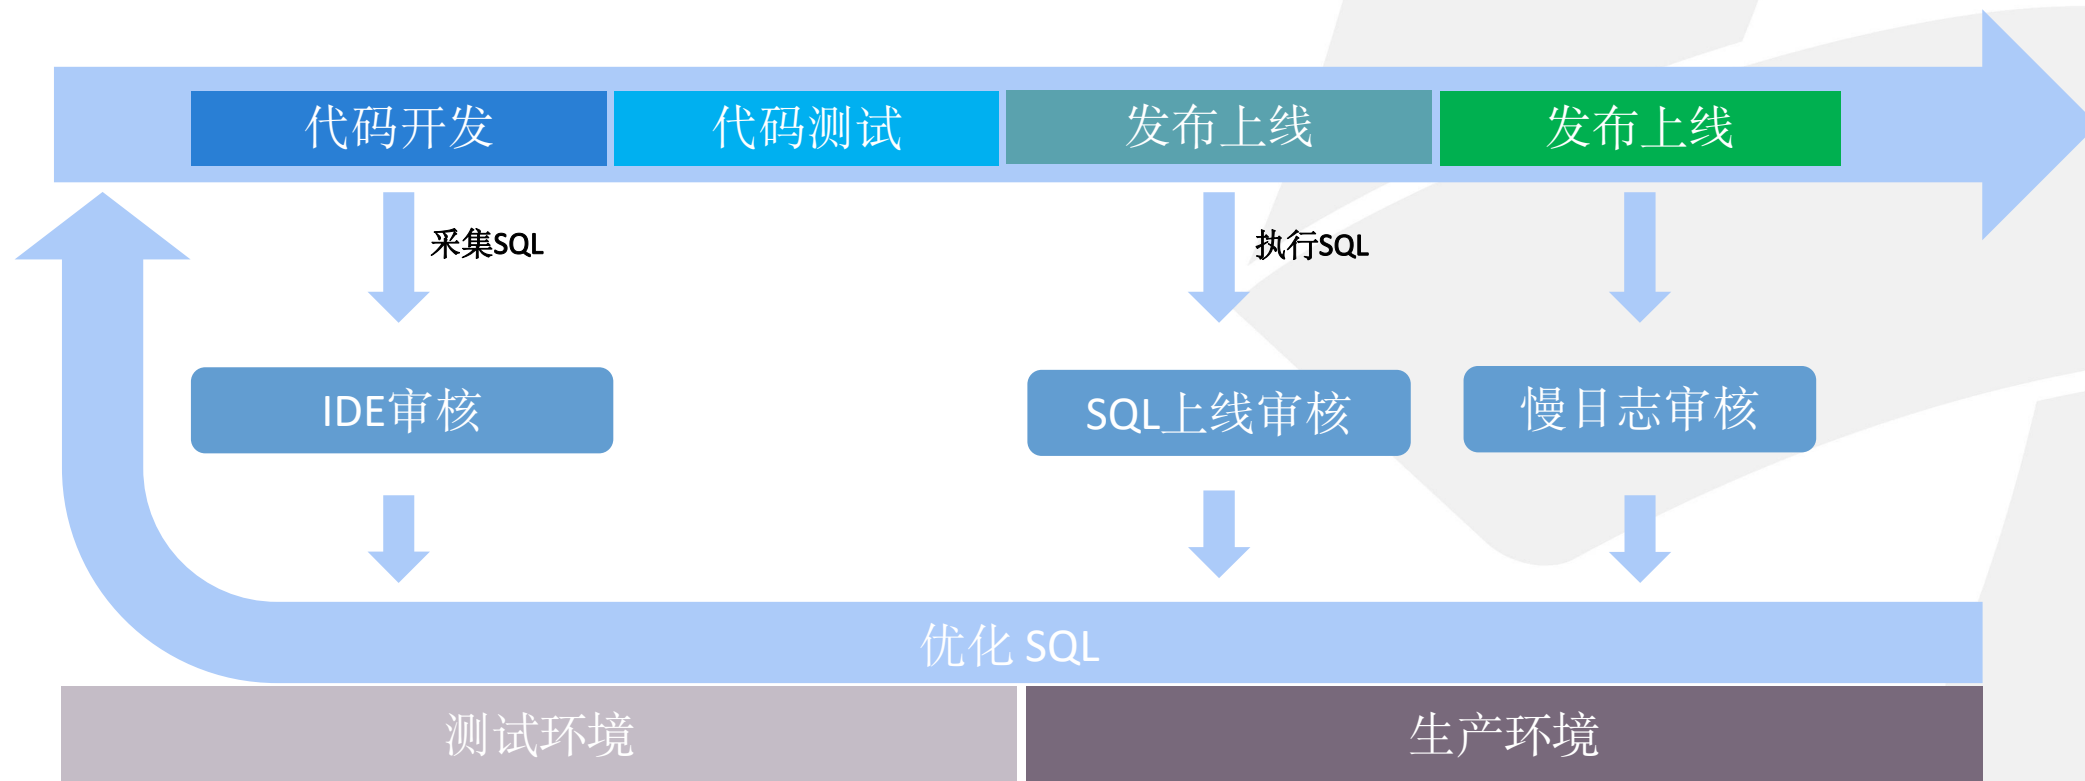 代码开发
代码测试
发布上线
发布上线
采集SQL
执行SQL
IDE审核
SQL上线审核
慢日志审核
优化 SQL
测试环境
生产环境